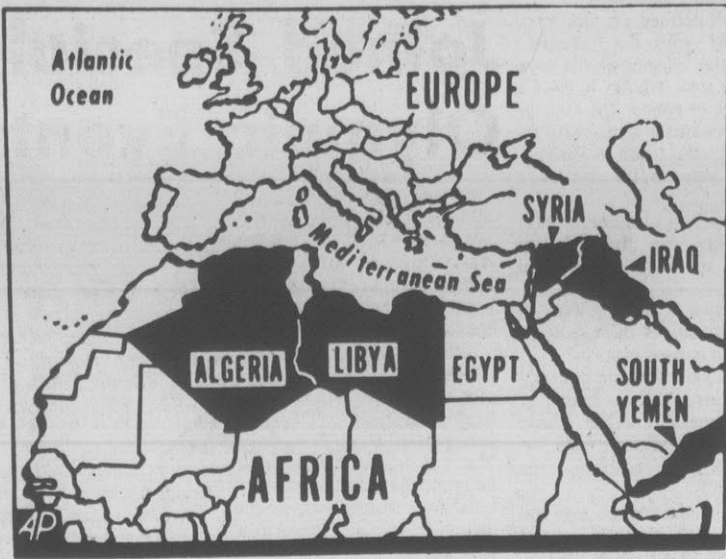 Atlantic
Ocean
EUROPE
SYRIA
IRAQ
Mediterranean Sea
ALGERIA
LIBYA
EGYPT
SOUTH
YEMEN
AFRICA
AP